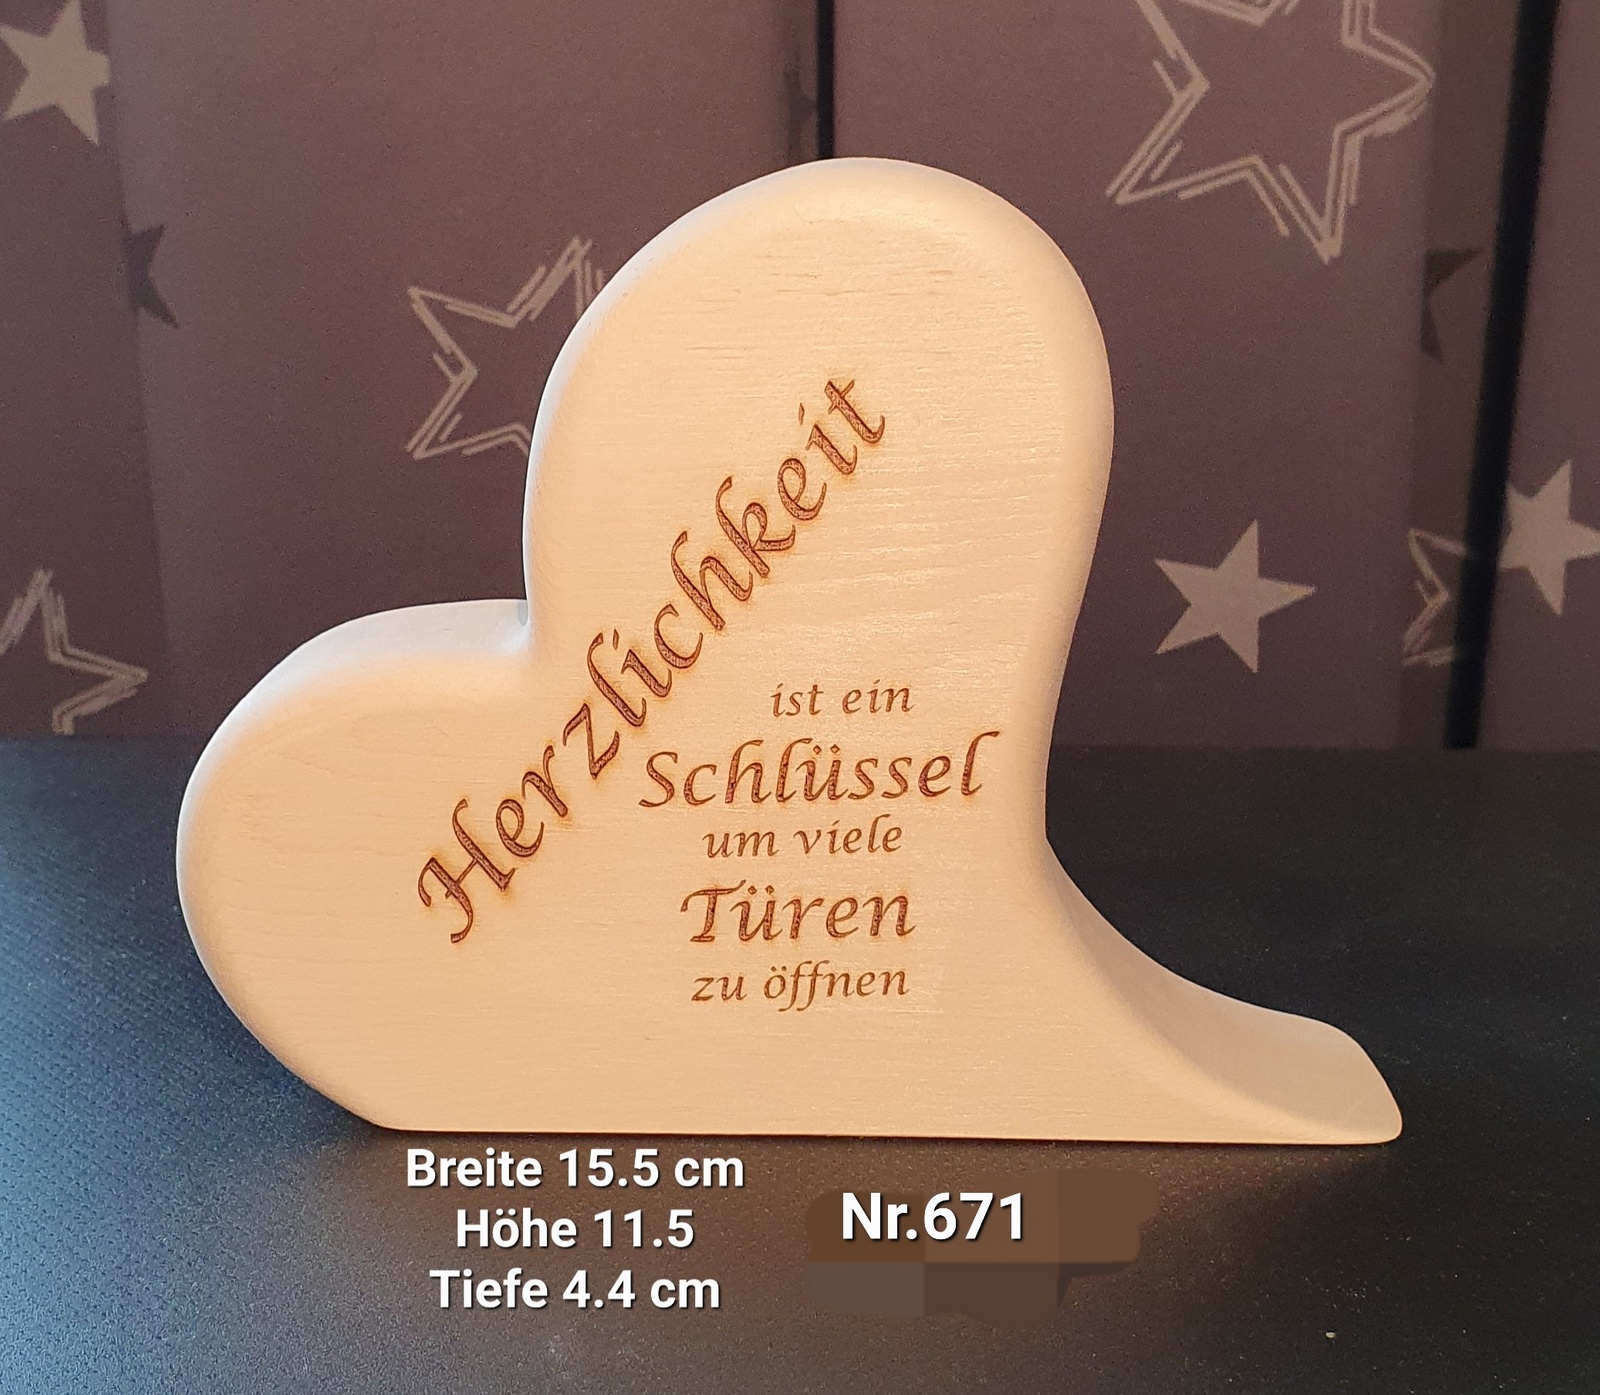 Herzlichkeit
ist ein
Schlüssel
um viele
Türen
zu öffnen
Breite 15.5 cm
Höhe 11.5
Tiefe 4.4 cm
Nr.671